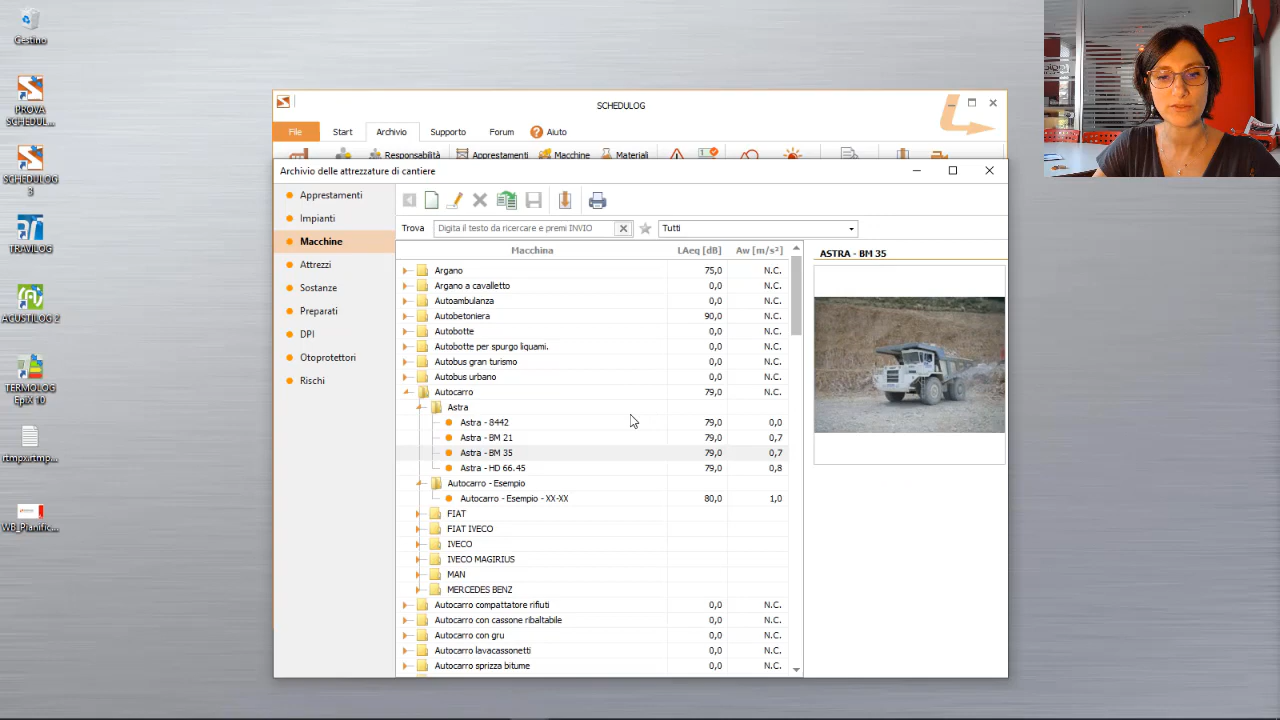 Cestino
PROVA
SCHEDUL...
SCHEDULOG
3
TRAVILOG
ACUSTILOG 2
TERMOLOG
EpiX 10
rtmpx.rtmp...
WB_Pianific...
SCHEDULOG
File Start Archivio Supporto Forum Aiuto
Responsabilità Apprestamenti Macchine Materiali
Archivio delle attrezzature di cantiere
Apprestamenti
Impianti
Macchine
Attrezzi
Sostanze
Preparati
DPI
Otoprotettori
Rischi
Trova Digita il testo da ricercare e premi INVIO Tutti
Macchina LAeq [dB] Aw [m/s²]
Argano 75,0 N.C.
Argano a cavalletto 0,0 N.C.
Autoambulanza 0,0 N.C.
Autobetoniera 90,0 N.C.
Autobotte 0,0 N.C.
Autobotte per spurgo liquami. 0,0 N.C.
Autobus gran turismo 0,0 N.C.
Autobus urbano 0,0 N.C.
Autocarro 79,0 N.C.
Astra
Astra - 8442 79,0 0,0
Astra - BM 21 79,0 0,7
Astra - BM 35 79,0 0,7
Astra - HD 66.45 79,0 0,8
Autocarro - Esempio
Autocarro - Esempio - XX-XX 80,0 1,0
FIAT
FIAT IVECO
IVECO
IVECO MAGIRIUS
MAN
MERCEDES BENZ
Autocarro compattatore rifiuti 0,0 N.C.
Autocarro con cassone ribaltabile 0,0 N.C.
Autocarro con gru 0,0 N.C.
Autocarro lavacassonetti 0,0 N.C.
Autocarro sprizza bitume 0,0 N.C.
ASTRA - BM 35